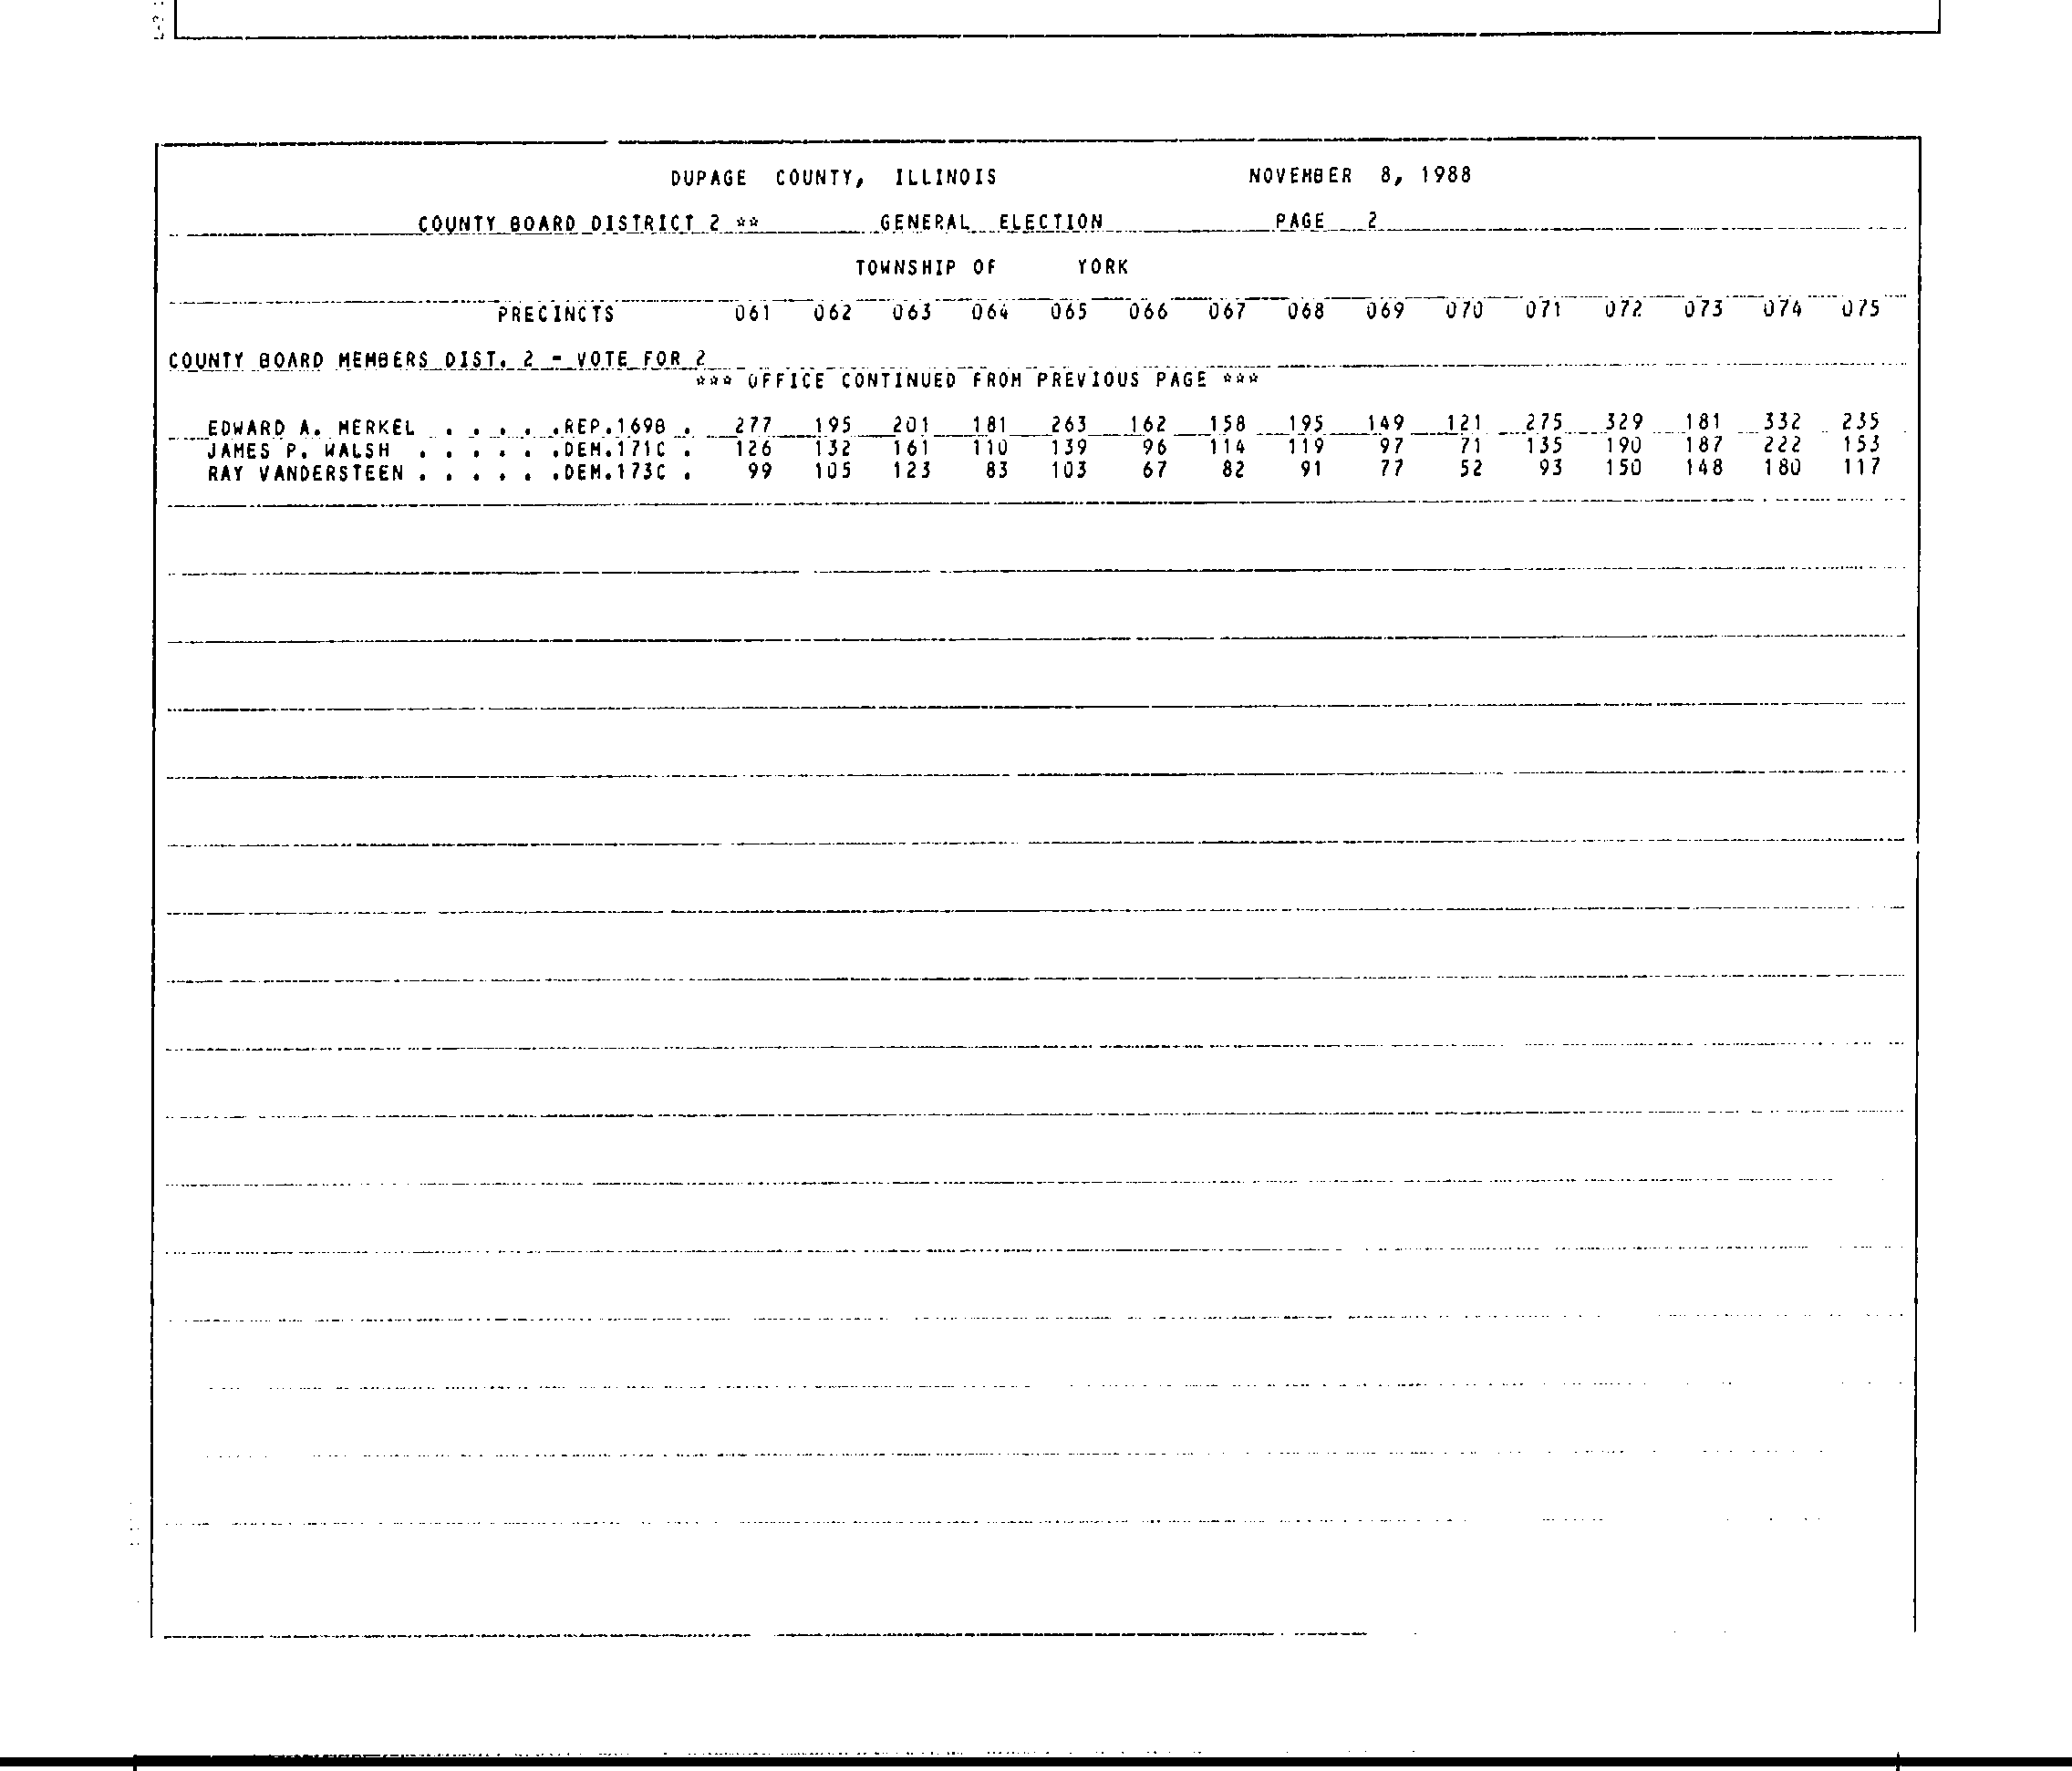 DUPAGE COUNTY, ILLINOIS NOVEMBER 8, 1988
COUNTY BOARD DISTRICT 2 ** GENERAL ELECTION PAGE 2
TOWNSHIP OF YORK
PRECINCTS 061 062 063 064 065 066 067 068 069 070 071 072 073 074 075
COUNTY BOARD MEMBERS DIST. 2 - VOTE FOR 2
*** OFFICE CONTINUED FROM PREVIOUS PAGE ***
EDWARD A. MERKEL . . . . .REP.169B . 277 195 201 181 263 162 158 195 149 121 275 329 181 332 235
JAMES P. WALSH . . . . . .DEM.171C . 126 132 161 110 139 96 114 119 97 71 135 190 187 222 153
RAY VANDERSTEEN . . . . . .DEM.173C . 99 105 123 83 103 67 82 91 77 52 93 150 148 180 117